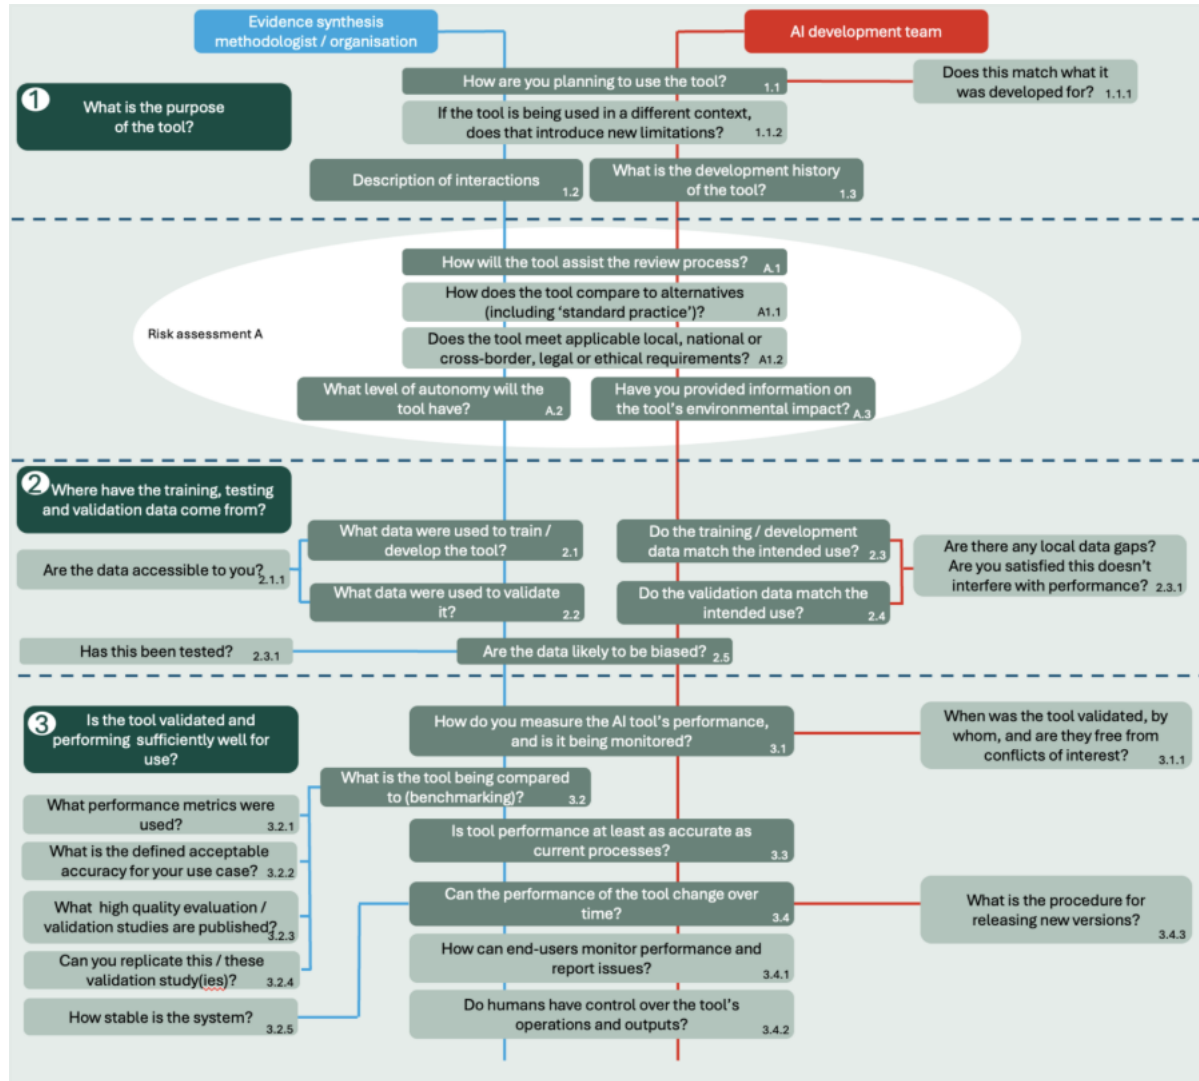 Evidence synthesis
methodologist / organisation
AI development team
1
What is the purpose
of the tool?
How are you planning to use the tool?
1.1
Does this match what it
was developed for? 1.1.1
If the tool is being used in a different context,
does that introduce new limitations? 1.1.2
Description of interactions
1.2
What is the development history
of the tool? 1.3
Risk assessment A
How will the tool assist the review process? A.1
How does the tool compare to alternatives
(including ‘standard practice’)? A1.1
Does the tool meet applicable local, national or
cross-border, legal or ethical requirements? A1.2
What level of autonomy will the
tool have? A.2
Have you provided information on
the tool’s environmental impact? A.3
2
Where have the training, testing
and validation data come from?
What data were used to train /
develop the tool? 2.1
Do the training / development
data match the intended use? 2.3
Are the data accessible to you?
2.1.1
Are there any local data gaps?
Are you satisfied this doesn’t
interfere with performance? 2.3.1
What data were used to validate
it? 2.2
Do the validation data match the
intended use? 2.4
Has this been tested? 2.3.1
Are the data likely to be biased? 2.5
3
Is the tool validated and
performing sufficiently well for
use?
How do you measure the AI tool’s performance,
and is it being monitored? 3.1
When was the tool validated, by
whom, and are they free from
conflicts of interest? 3.1.1
What is the tool being compared
to (benchmarking)? 3.2
What performance metrics were
used? 3.2.1
Is tool performance at least as accurate as
current processes? 3.3
What is the defined acceptable
accuracy for your use case? 3.2.2
Can the performance of the tool change over
time? 3.4
What is the procedure for
releasing new versions?
3.4.3
What high quality evaluation /
validation studies are published?
3.2.3
How can end-users monitor performance and
report issues? 3.4.1
Can you replicate this / these
validation study(ies)? 3.2.4
Do humans have control over the tool’s
operations and outputs? 3.4.2
How stable is the system?
3.2.5